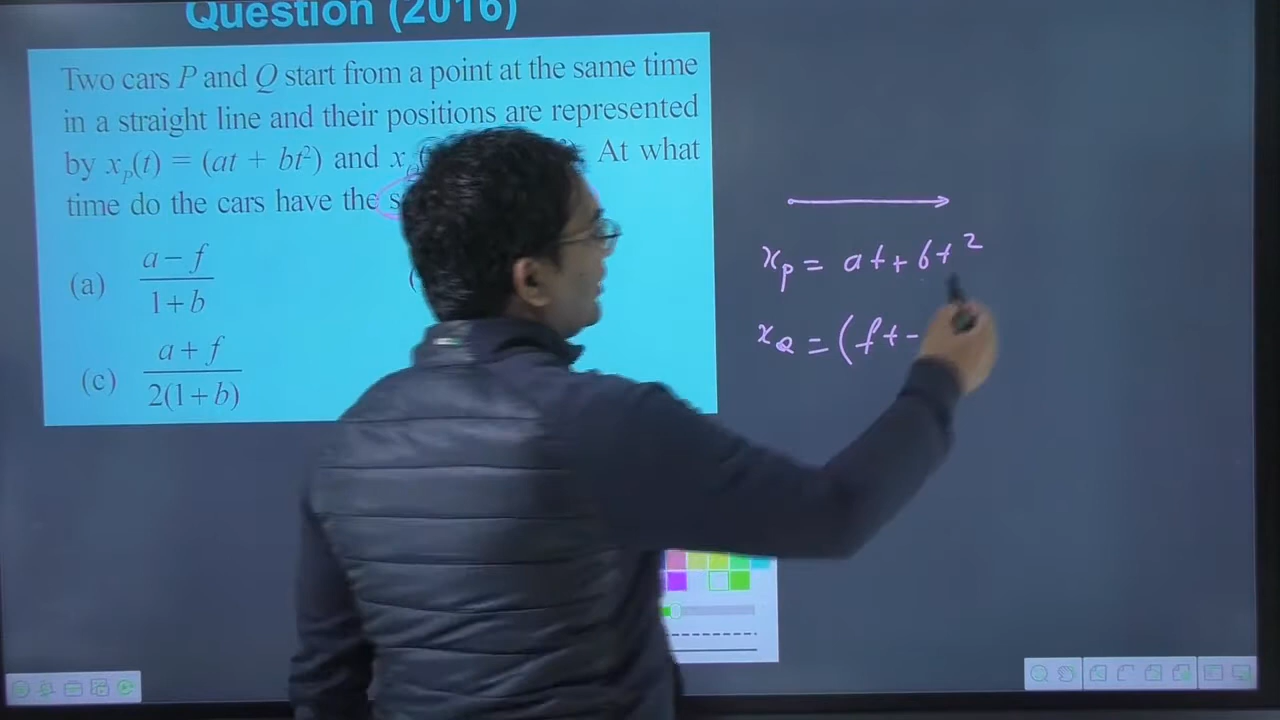 Question (2016)
Two cars P and Q start from a point at the same time
in a straight line and their positions are represented
by xₚ(t) = (at + bt²) and x At what
time do the cars have the s
(a) a − f / 1 + b
(c) a + f / 2(1 + b)
xₚ = at + bt²
x_Q = (ft -